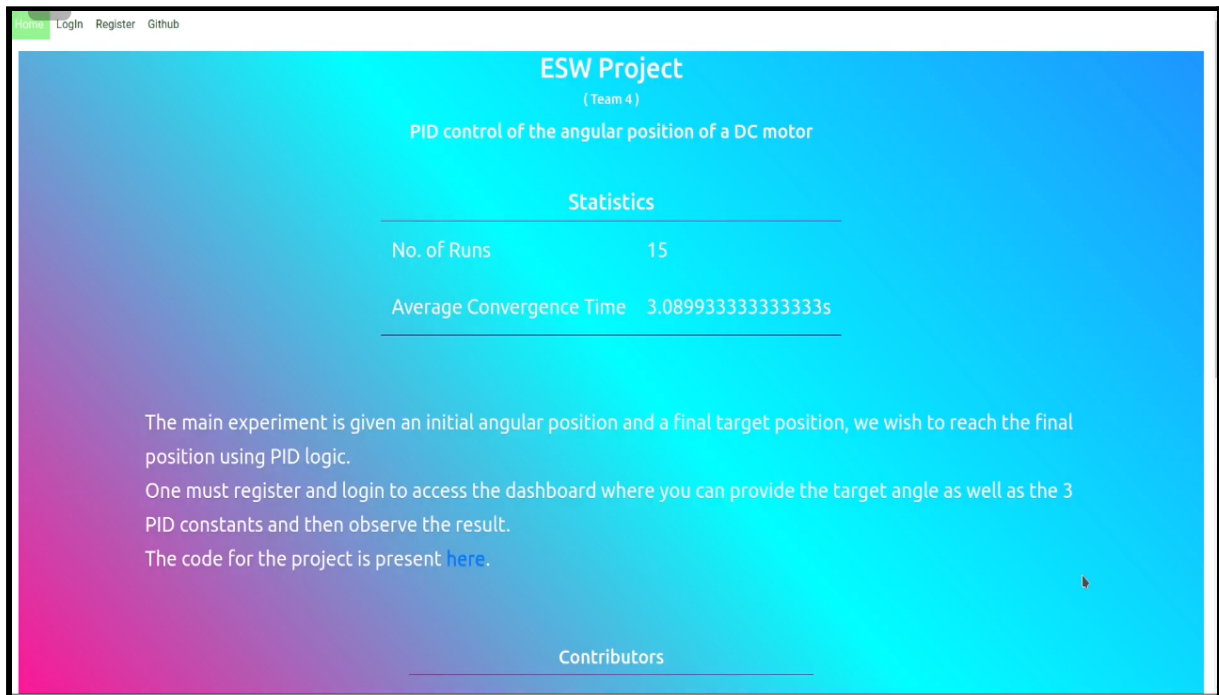 Home LogIn Register Github
ESW Project
( Team 4 )
PID control of the angular position of a DC motor
Statistics
No. of Runs 15
Average Convergence Time 3.089933333333333s
The main experiment is given an initial angular position and a final target position, we wish to reach the final
position using PID logic.
One must register and login to access the dashboard where you can provide the target angle as well as the 3
PID constants and then observe the result.
The code for the project is present here.
Contributors